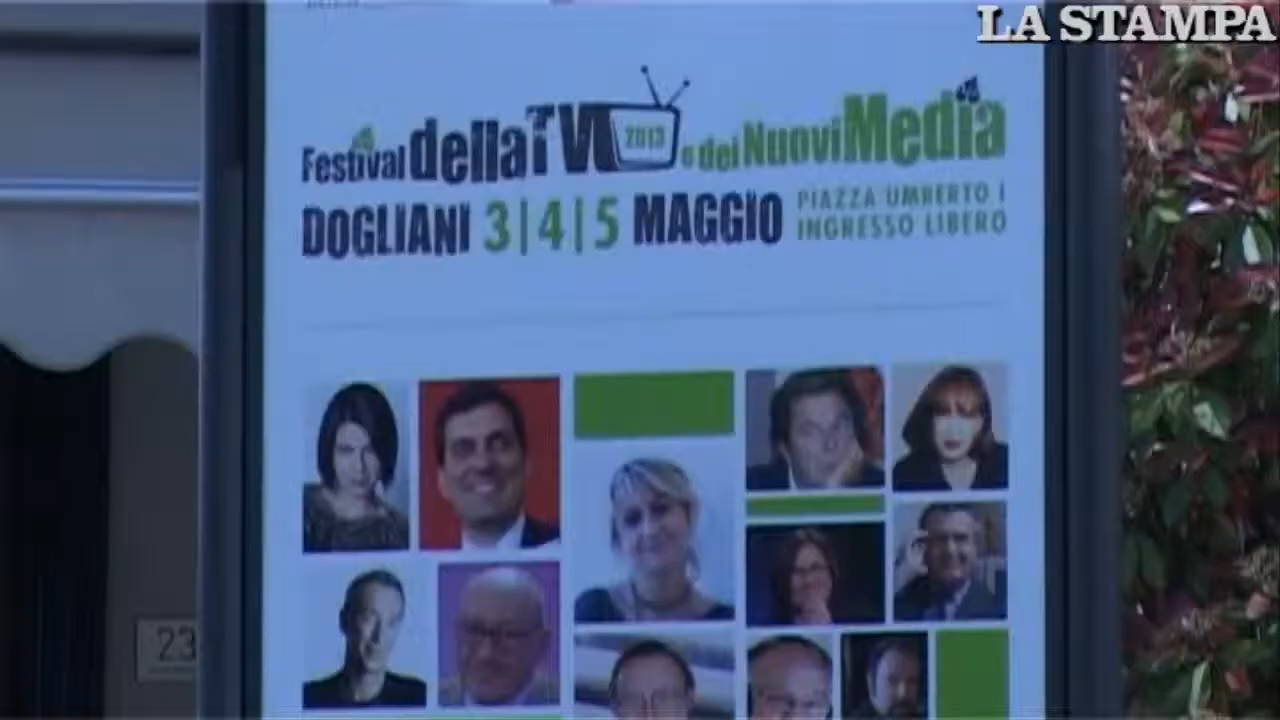 LA STAMPA
Festival della TV 2013 e dei Nuovi Media
DOGLIANI 3|4|5 MAGGIO PIAZZA UMBERTO I
INGRESSO LIBERO
23